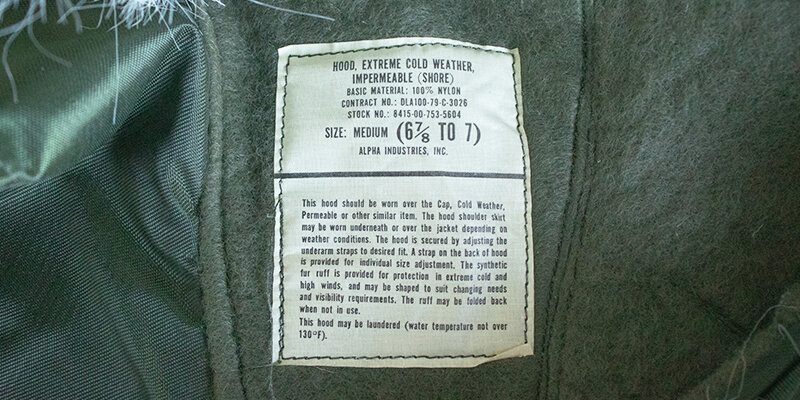 HOOD, EXTREME COLD WEATHER,
IMPERMEABLE (SHORE)
BASIC MATERIAL: 100% NYLON
CONTRACT NO.: DLA100-79-C-3026
STOCK NO.: 8415-00-753-5604
SIZE: MEDIUM (6⅞ TO 7)
ALPHA INDUSTRIES, INC.
This hood should be worn over the Cap, Cold Weather,
Permeable or other similar item. The hood shoulder skirt
may be worn underneath or over the jacket depending on
weather conditions. The hood is secured by adjusting the
underarm straps to desired fit. A strap on the back of hood
is provided for individual size adjustment. The synthetic
fur ruff is provided for protection in extreme cold and
high winds, and may be shaped to suit changing needs
and visibility requirements. The ruff may be folded back
when not in use.
This hood may be laundered (water temperature not over
130°F).